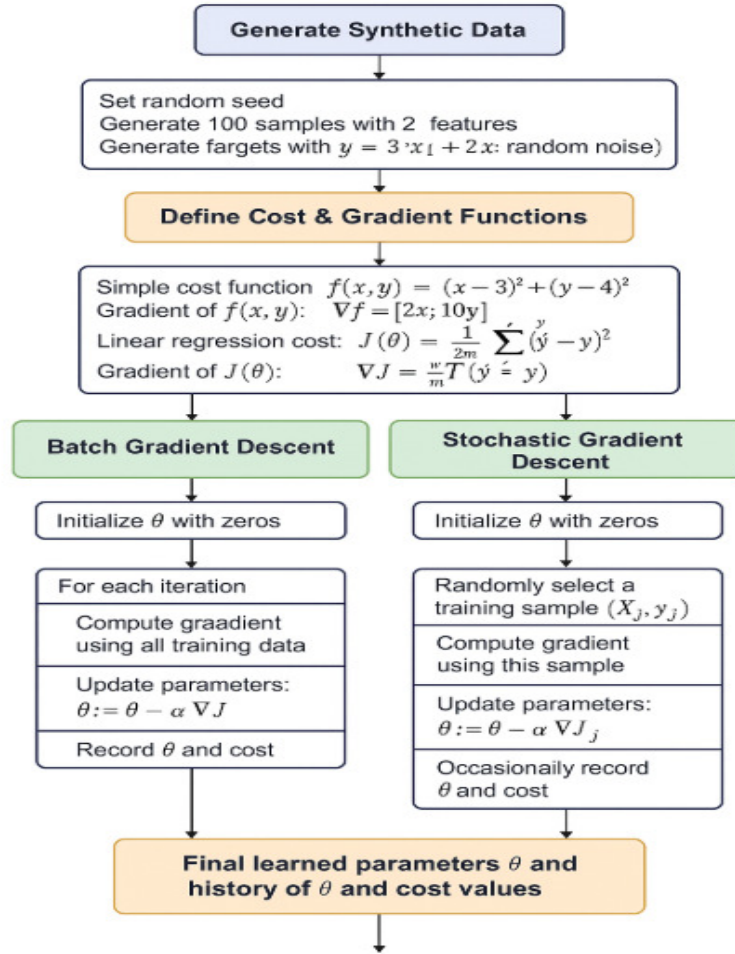 Generate Synthetic Data
Set random seed
Generate 100 samples with 2 features
Generate fargets with y = 3 ʼx₁ + 2x: random noise)
Define Cost & Gradient Functions
Simple cost function f(x, y) = (x − 3)² + (y − 4)²
Gradient of f(x, y): ∇f = [2x; 10y]
Linear regression cost: J(θ) = 1/2m ∑ (ý − y)²
Gradient of J(θ): ∇J = w/m T (ý = y)
Batch Gradient Descent
Initialize θ with zeros
For each iteration
Compute graadient
using all training data
Update parameters:
θ := θ − α ∇J
Record θ and cost
Stochastic Gradient
Descent
Initialize θ with zeros
Randomly select a
training sample (Xⱼ, yⱼ)
Compute gradient
using this sample
Update parameters:
θ := θ − α ∇Jⱼ
Occasionaily record
θ and cost
Final learned parameters θ and
history of θ and cost values